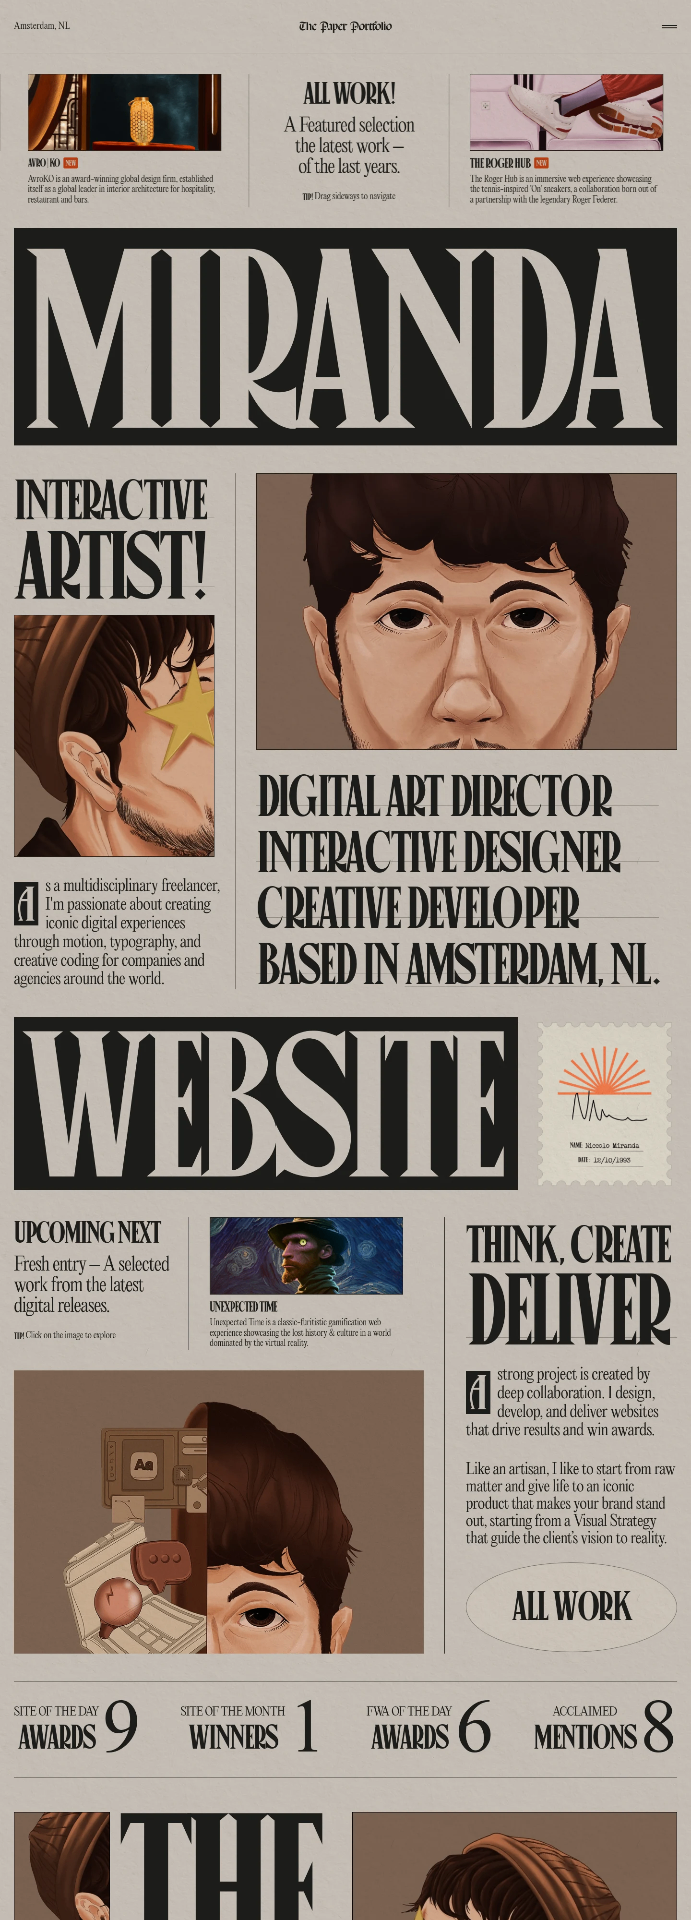 Amsterdam, NL
The Paper Portfolio
AVRO|KO NEW
AvroKO is an award-winning global design firm, established
itself as a global leader in interior architecture for hospitality,
restaurant and bars.
ALL WORK!
A Featured selection
the latest work –
of the last years.
TIP! Drag sideways to navigate
THE ROGER HUB NEW
The Roger Hub is an immersive web experience showcasing
the tennis-inspired 'On' sneakers, a collaboration born out of
a partnership with the legendary Roger Federer.
MIRANDA
INTERACTIVE
ARTIST!
As a multidisciplinary freelancer,
I'm passionate about creating
iconic digital experiences
through motion, typography, and
creative coding for companies and
agencies around the world.
DIGITAL ART DIRECTOR
INTERACTIVE DESIGNER
CREATIVE DEVELOPER
BASED IN AMSTERDAM, NL.
WEBSITE
NAME: Niccolo Miranda
DATE: 12/10/1993
UPCOMING NEXT
Fresh entry – A selected
work from the latest
digital releases.
TIP! Click on the image to explore
UNEXPECTED TIME
Unexpected Time is a classic-futuristic gamification web
experience showcasing the lost history & culture in a world
dominated by the virtual reality.
Aa
THINK, CREATE
DELIVER
A strong project is created by
deep collaboration. I design,
develop, and deliver websites
that drive results and win awards.
Like an artisan, I like to start from raw
matter and give life to an iconic
product that makes your brand stand
out, starting from a Visual Strategy
that guide the client's vision to reality.
ALL WORK
SITE OF THE DAY
AWARDS 9
SITE OF THE MONTH
WINNERS 1
FWA OF THE DAY
AWARDS 6
ACCLAIMED
MENTIONS 8
THE